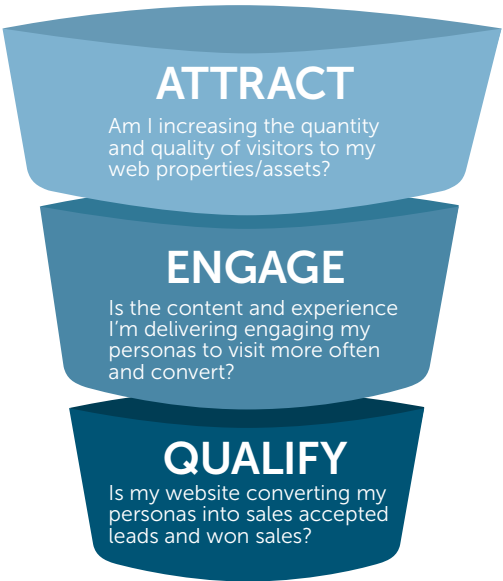 ATTRACT
Am I increasing the quantity
and quality of visitors to my
web properties/assets?
ENGAGE
Is the content and experience
I'm delivering engaging my
personas to visit more often
and convert?
QUALIFY
Is my website converting my
personas into sales accepted
leads and won sales?